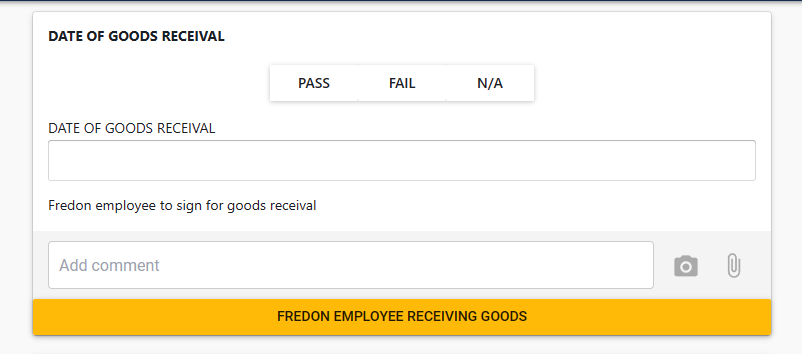 DATE OF GOODS RECEIVAL
PASS FAIL N/A
DATE OF GOODS RECEIVAL
Fredon employee to sign for goods receival
Add comment
FREDON EMPLOYEE RECEIVING GOODS